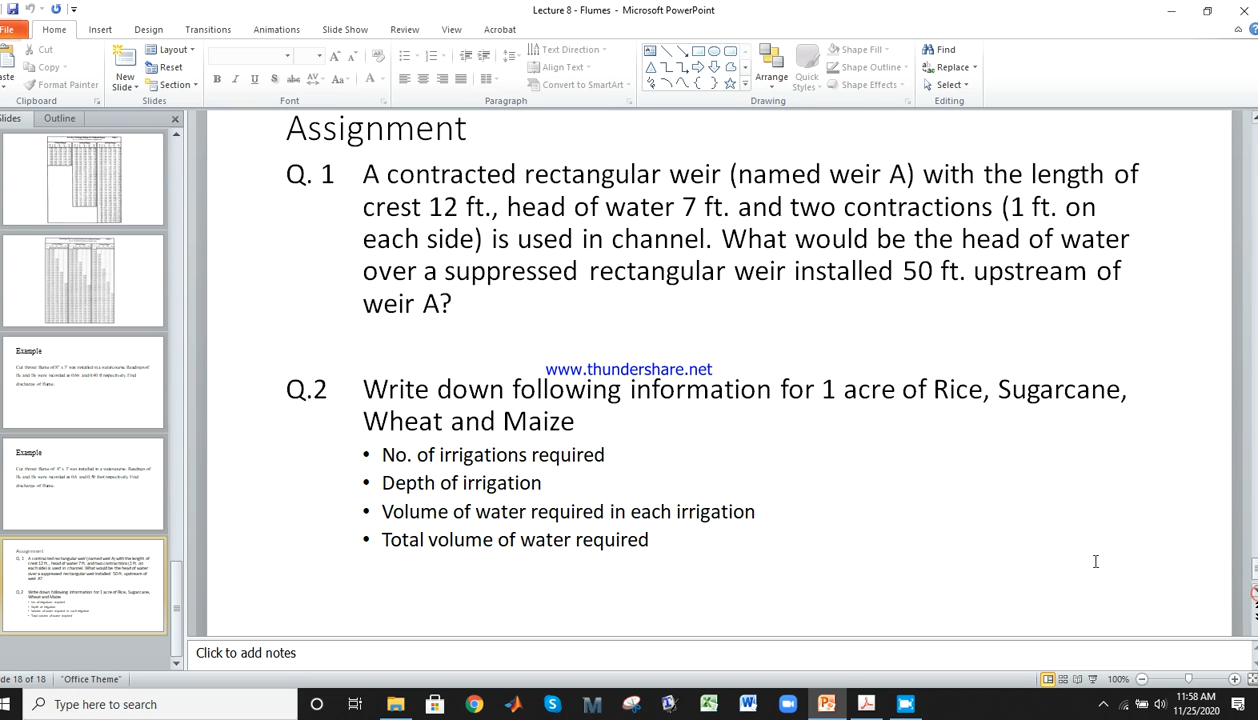 Lecture 8 - Flumes - Microsoft PowerPoint
File
Home
Insert
Design
Transitions
Animations
Slide Show
Review
View
Acrobat
Cut
Copy
Format Painter
Clipboard
New
Slide
Layout
Reset
Section
Slides
Font
Text Direction
Align Text
Convert to SmartArt
Paragraph
Arrange
Quick
Styles
Shape Fill
Shape Outline
Shape Effects
Drawing
Find
Replace
Select
Editing
Outline
Example
Example
Assignment
Q. 1 A contracted rectangular weir (named weir A) with the length of
crest 12 ft., head of water 7 ft. and two contractions (1 ft. on
each side) is used in channel. What would be the head of water
over a suppressed rectangular weir installed 50 ft. upstream of
weir A?
www.thundershare.net
Q.2 Write down following information for 1 acre of Rice, Sugarcane,
Wheat and Maize
• No. of irrigations required
• Depth of irrigation
• Volume of water required in each irrigation
• Total volume of water required
Click to add notes
de 18 of 18
"Office Theme"
100%
Type here to search
11:58 AM
11/25/2020